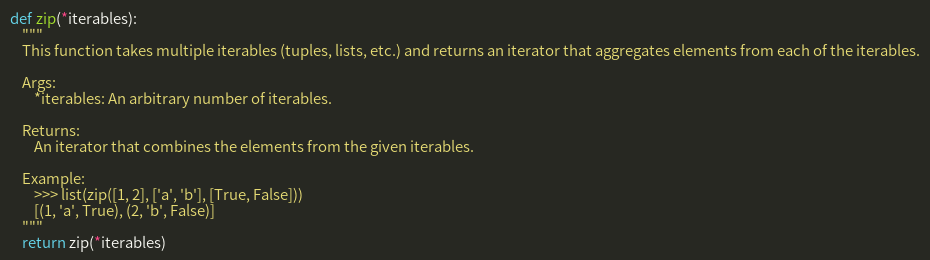 def zip(*iterables):
    """
    This function takes multiple iterables (tuples, lists, etc.) and returns an iterator that aggregates elements from each of the iterables.

    Args:
        *iterables: An arbitrary number of iterables.

    Returns:
        An iterator that combines the elements from the given iterables.

    Example:
        >>> list(zip([1, 2], ['a', 'b'], [True, False]))
        [(1, 'a', True), (2, 'b', False)]
    """
    return zip(*iterables)